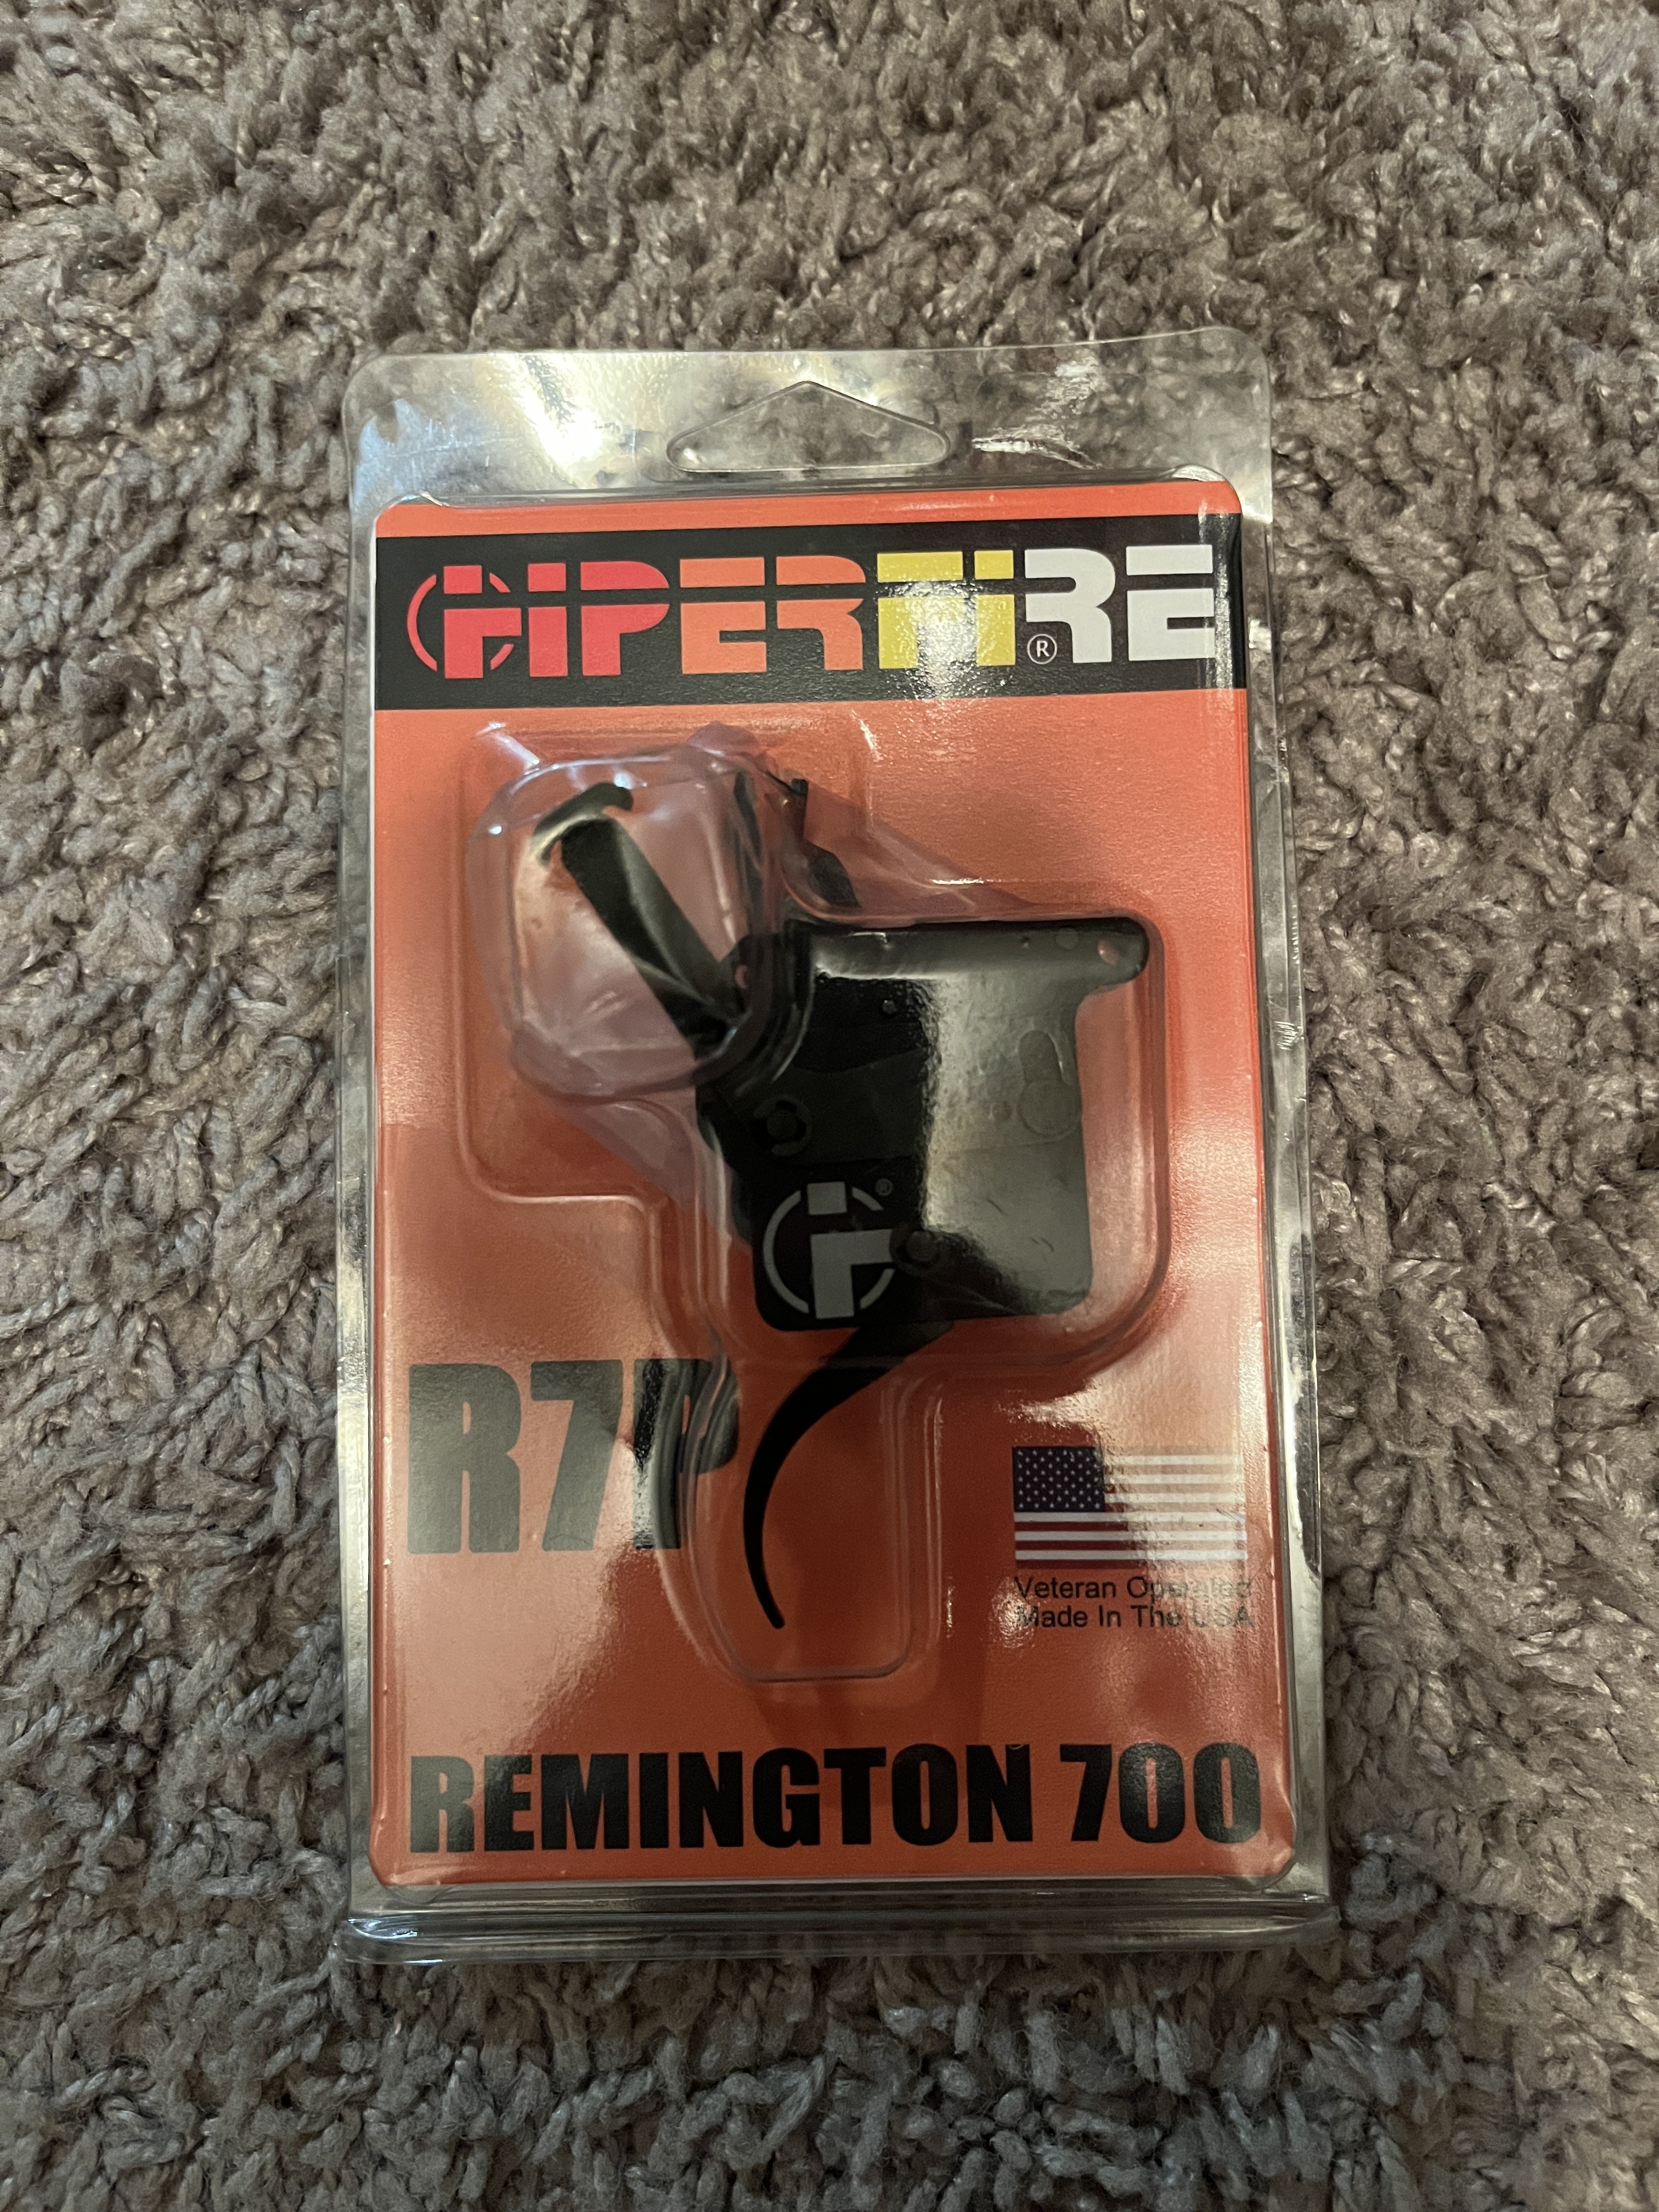 HIPERFIRE®
R7P
Veteran Operated
Made In The USA
REMINGTON 700